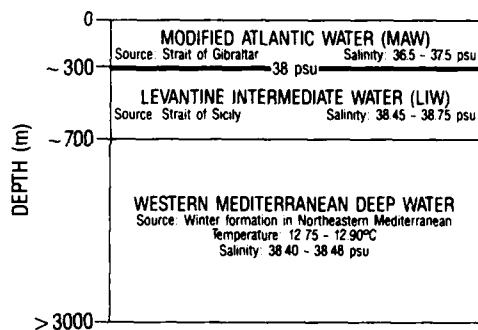 0
MODIFIED ATLANTIC WATER (MAW)
Source: Strait of Gibraltar Salinity: 36.5 - 37.5 psu
~300
38 psu
LEVANTINE INTERMEDIATE WATER (LIW)
Source: Strait of Sicily Salinity: 38.45 - 38.75 psu
~700
DEPTH (m)
WESTERN MEDITERRANEAN DEEP WATER
Source: Winter formation in Northeastern Mediterranean
Temperature: 12.75 - 12.90°C
Salinity: 38.40 - 38.48 psu
>3000